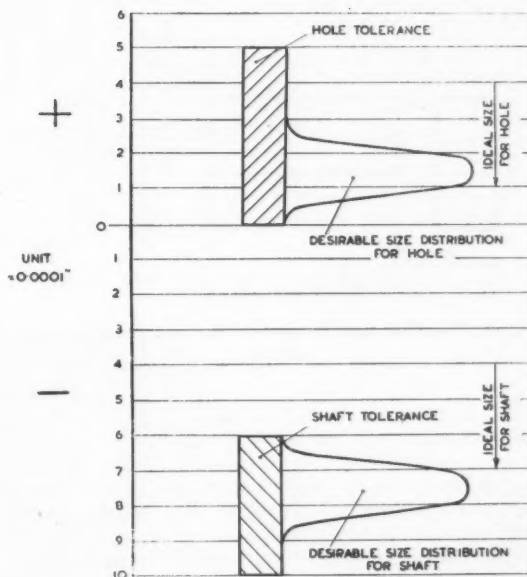 6
HOLE TOLERANCE
5
4
+
3
IDEAL SIZE
FOR HOLE
2
1
0
DESIRABLE SIZE DISTRIBUTION
FOR HOLE
1
UNIT
=0·0001"
2
3
4
−
5
SHAFT TOLERANCE
IDEAL SIZE
FOR SHAFT
6
7
8
9
DESIRABLE SIZE DISTRIBUTION
FOR SHAFT
10